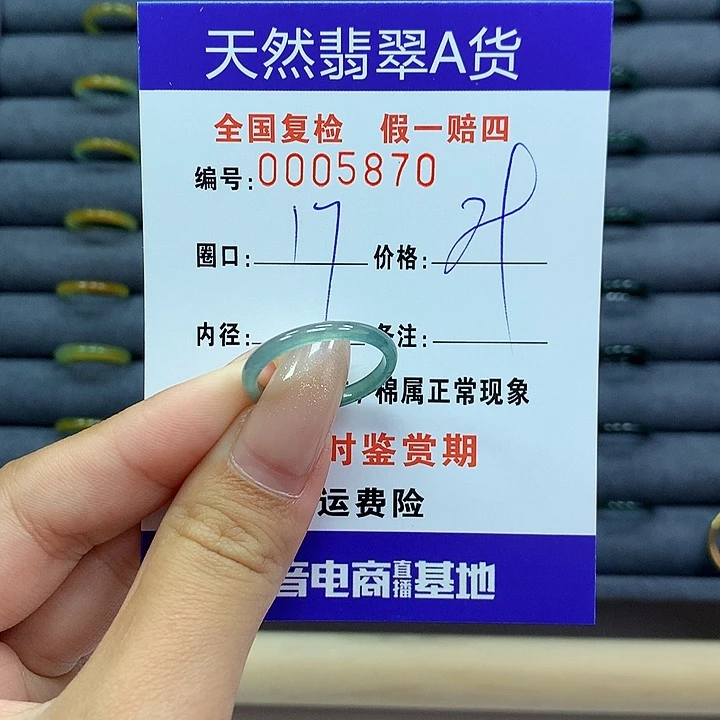 天然翡翠A货
全国复检 假一赔四
编号:0005870
圈口: 17 价格:
内径: 备注:
棉属正常现象
时鉴赏期
运费险
音电商直播基地